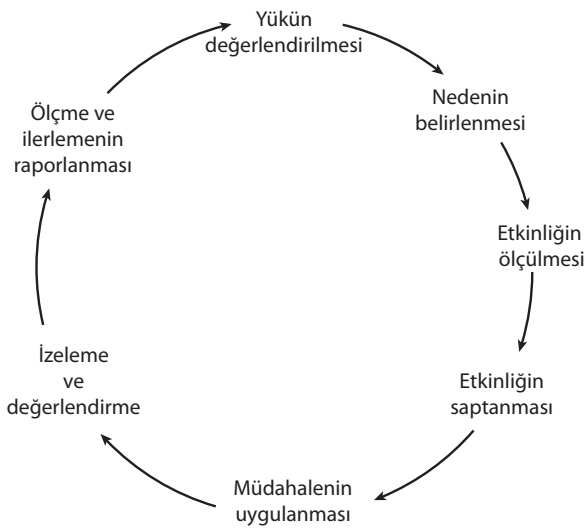 Yükün
değerlendirilmesi
Nedenin
belirlenmesi
Etkinliğin
ölçülmesi
Etkinliğin
saptanması
Müdahalenin
uygulanması
İzeleme
ve
değerlendirme
Ölçme ve
ilerlemenin
raporlanması